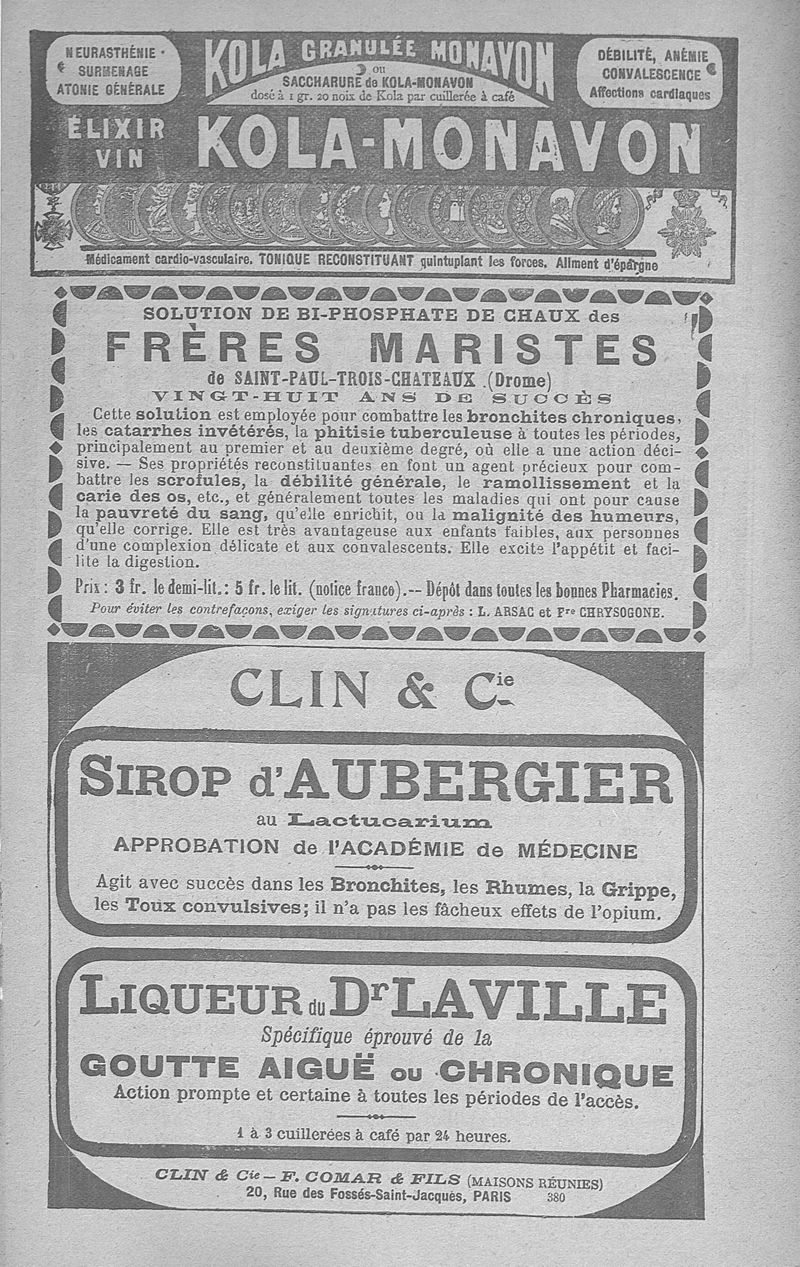 NEURASTHÉNIE
SURMENAGE
ATONIE GÉNÉRALE
KOLA GRANULÉE MONAVON
ou
SACCHARURE de KOLA-MONAVON
dosé à 1 gr. 20 noix de Kola par cuillerée à café
DÉBILITÉ, ANÉMIE
CONVALESCENCE
Affections cardiaques
ÉLIXIR
VIN
KOLA-MONAVON
Médicament cardio-vasculaire. TONIQUE RECONSTITUANT quintuplant les forces. Aliment d'épargne
SOLUTION DE BI-PHOSPHATE DE CHAUX des
FRÈRES MARISTES
de SAINT-PAUL-TROIS-CHATEAUX (Drome)
VINGT-HUIT ANS DE SUCCÈS
Cette solution est employée pour combattre les bronchites chroniques,
les catarrhes invétérés, la phitisie tuberculeuse à toutes les périodes,
principalement au premier et au deuxième degré, où elle a une action déci-
sive. — Ses propriétés reconstituantes en font un agent précieux pour com-
battre les scrofules, la débilité générale, le ramollissement et la
carie des os, etc., et généralement toutes les maladies qui ont pour cause
la pauvreté du sang, qu'elle enrichit, ou la malignité des humeurs,
qu'elle corrige. Elle est très avantageuse aux enfants faibles, aux personnes
d'une complexion délicate et aux convalescents. Elle excite l'appétit et faci-
lite la digestion.
Prix : 3 fr. le demi-lit.: 5 fr. le lit. (notice franco).-- Dépôt dans toutes les bonnes Pharmacies.
Pour éviter les contrefaçons, exiger les signatures ci-après : L. ARSAC et Fre CHRYSOGONE.
CLIN & Cie
SIROP d'AUBERGIER
au Lactucarium
APPROBATION de l'ACADÉMIE de MÉDECINE
Agit avec succès dans les Bronchites, les Rhumes, la Grippe,
les Toux convulsives; il n'a pas les fâcheux effets de l'opium.
LIQUEUR du Dr LAVILLE
Spécifique éprouvé de la
GOUTTE AIGUË OU CHRONIQUE
Action prompte et certaine à toutes les périodes de l'accès.
1 à 3 cuillerées à café par 24 heures.
CLIN & Cie — F. COMAR & FILS (MAISONS RÉUNIES)
20, Rue des Fossés-Saint-Jacques, PARIS 380